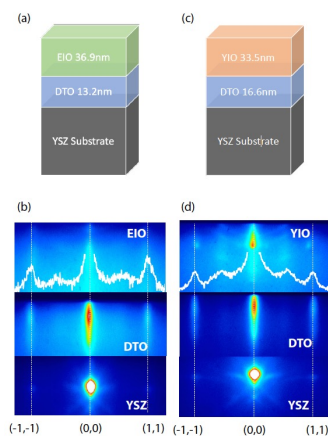 (a)
(c)
EIO 36.9nm
DTO 13.2nm
YSZ Substrate
YIO 33.5nm
DTO 16.6nm
YSZ Substrate
(b)
(d)
EIO
DTO
YSZ
(-1,-1)
(0,0)
(1,1)
YIO
DTO
YSZ
(-1,-1)
(0,0)
(1,1)